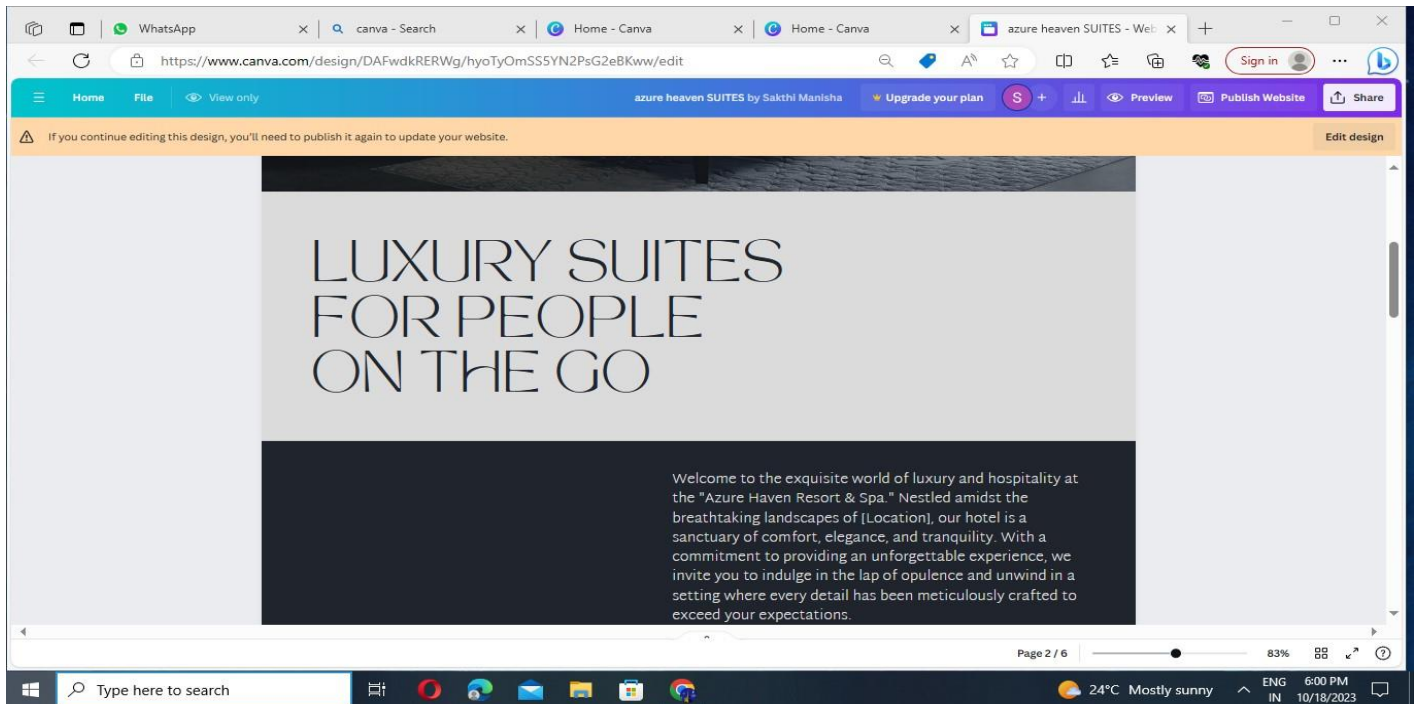 WhatsApp
canva - Search
Home - Canva
Home - Canva
azure heaven SUITES - Web
https://www.canva.com/design/DAFwdkRERWg/hyoTyOmSS5YN2PsG2eBKww/edit
Sign in
Home File View only
azure heaven SUITES by Sakthi Manisha
Upgrade your plan
S
Preview
Publish Website
Share
If you continue editing this design, you'll need to publish it again to update your website.
Edit design
LUXURY SUITES
FOR PEOPLE
ON THE GO
Welcome to the exquisite world of luxury and hospitality at
the "Azure Haven Resort & Spa." Nestled amidst the
breathtaking landscapes of [Location], our hotel is a
sanctuary of comfort, elegance, and tranquility. With a
commitment to providing an unforgettable experience, we
invite you to indulge in the lap of opulence and unwind in a
setting where every detail has been meticulously crafted to
exceed your expectations.
Page 2 / 6
83%
Type here to search
24°C Mostly sunny
ENG
IN
6:00 PM
10/18/2023